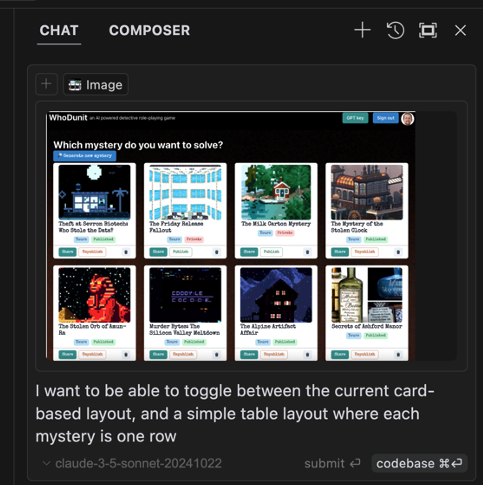 CHAT COMPOSER
Image
WhoDunit an AI powered detective role-playing game GPT key Sign out
Which mystery do you want to solve?
Generate new mystery
Theft at Sevron Biotech: The Friday Release The Milk Carton Mystery The Mystery of the
Who Stole the Data? Fallout Stolen Clock
Yours Published Yours Private Yours Private Yours Published
Share Unpublish Share Publish Share Publish Share Unpublish
The Stolen Orb of Amun- Murder Bytes: The The Alpine Artifact Secrets of Ashford Manor
Ra Silicon Valley Meltdown Affair
Yours Published Yours Published Yours Published Yours Published
Share Unpublish Share Unpublish Share Unpublish Share Unpublish
I want to be able to toggle between the current card-
based layout, and a simple table layout where each
mystery is one row
claude-3-5-sonnet-20241022 submit ⏎ codebase ⌘⏎